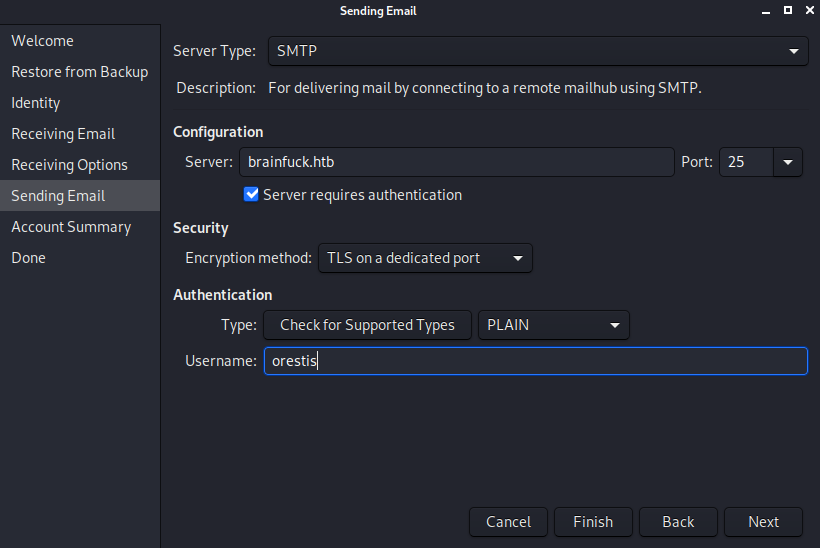 Sending Email
Welcome
Restore from Backup
Identity
Receiving Email
Receiving Options
Sending Email
Account Summary
Done
Server Type: SMTP
Description: For delivering mail by connecting to a remote mailhub using SMTP.
Configuration
Server: brainfuck.htb Port: 25
Server requires authentication
Security
Encryption method: TLS on a dedicated port
Authentication
Type: Check for Supported Types PLAIN
Username: orestis
Cancel Finish Back Next